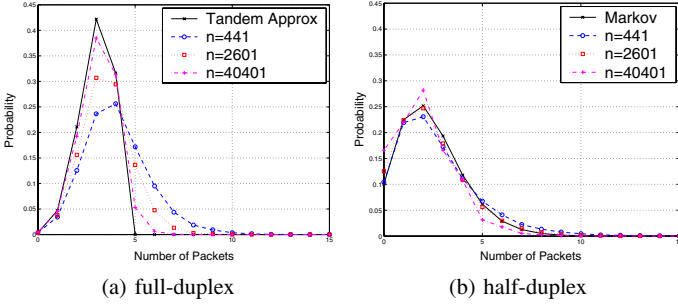 (a)
Tandem Approx
n=441
n=2601
n=40401
0.5
0.45
0.4
0.35
0.3
0.25
0.2
0.15
0.1
0.05
0
Probability
0 5 10 15
Number of Packets
(a) full-duplex
(b)
Markov
n=441
n=2601
n=40401
0.45
0.4
0.35
0.3
0.25
0.2
0.15
0.1
0.05
0
Probability
0 5 10 15
Number of Packets
(b) half-duplex